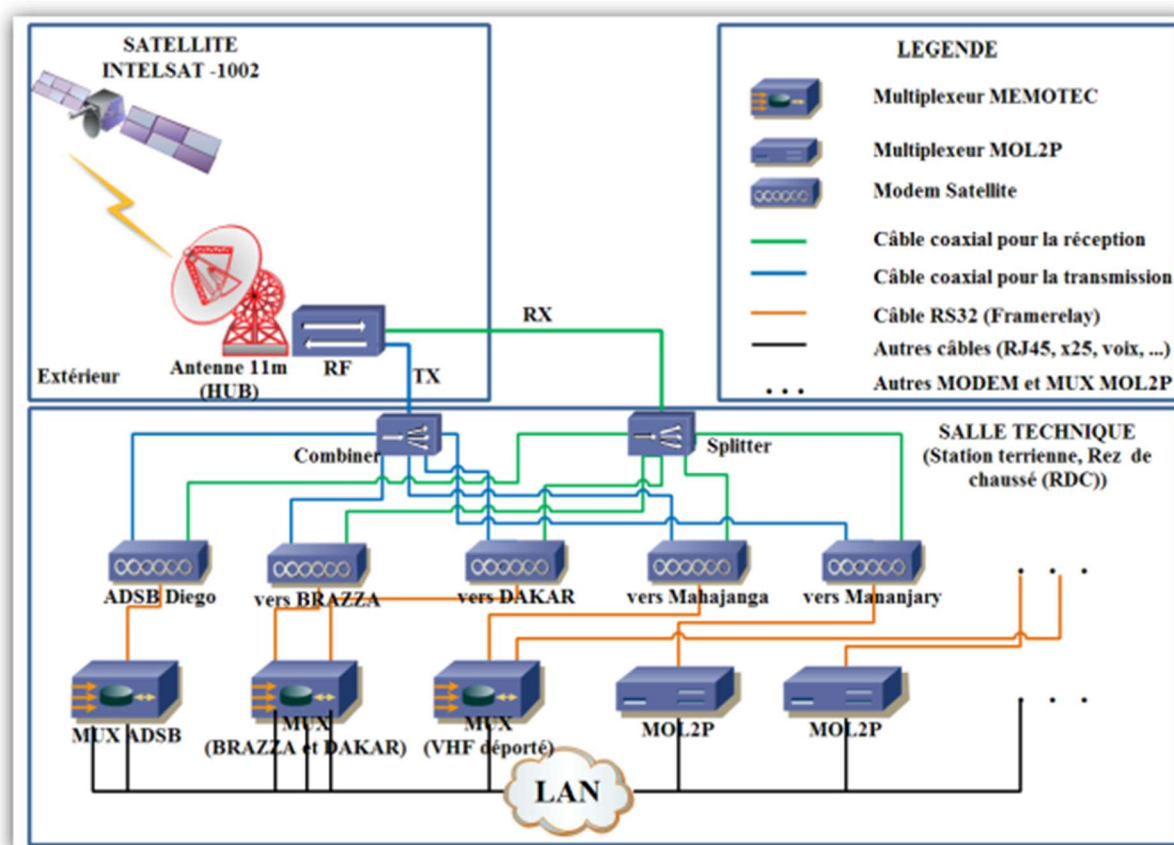 SATELLITE
INTELSAT -1002
Antenne 11m
(HUB)
RF
Extérieur
RX
TX
LEGENDE
Multiplexeur MEMOTEC
Multiplexeur MOL2P
Modem Satellite
Câble coaxial pour la réception
Câble coaxial pour la transmission
Câble RS32 (Framerelay)
Autres câbles (RJ45, x25, voix, ...)
. . . Autres MODEM et MUX MOL2P
Combiner
Splitter
SALLE TECHNIQUE
(Station terrienne, Rez de
chaussé (RDC))
ADSB Diego
vers BRAZZA
vers DAKAR
vers Mahajanga
vers Mananjary
. . .
MUX ADSB
MUX
(BRAZZA et DAKAR)
MUX
(VHF déporté)
MOL2P
MOL2P
. . .
LAN